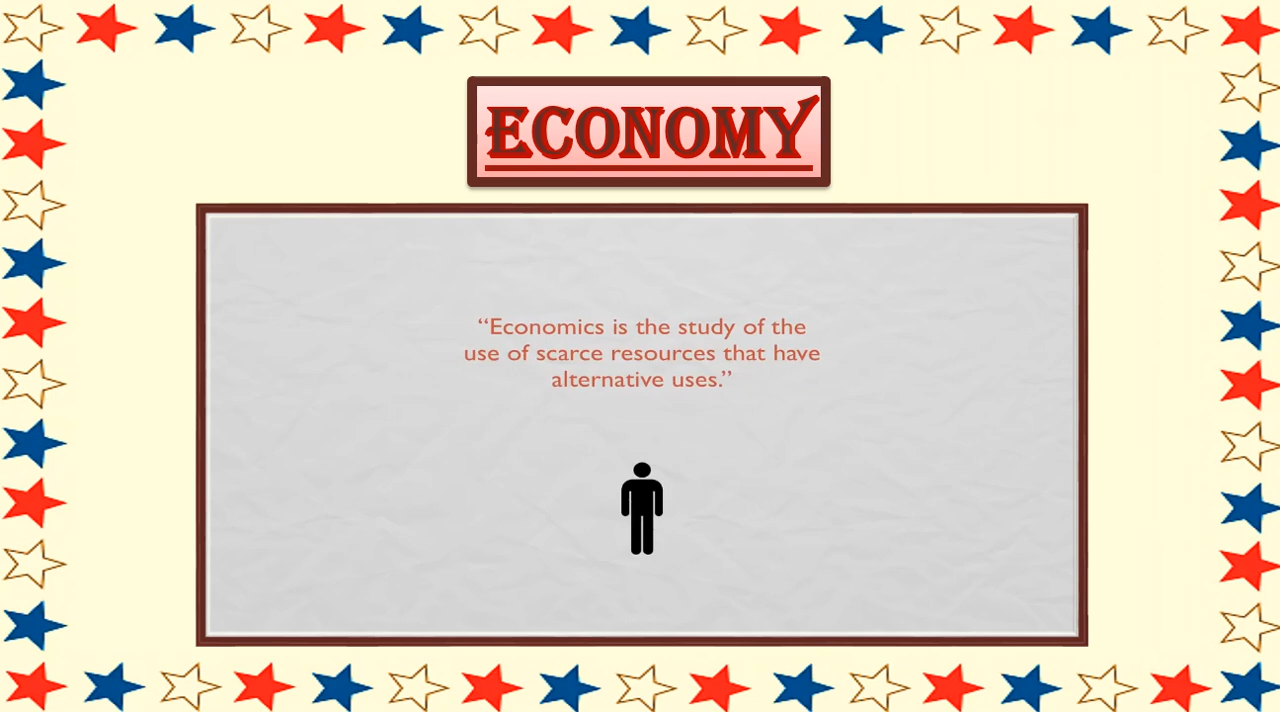 ECONOMY
“Economics is the study of the
use of scarce resources that have
alternative uses.”